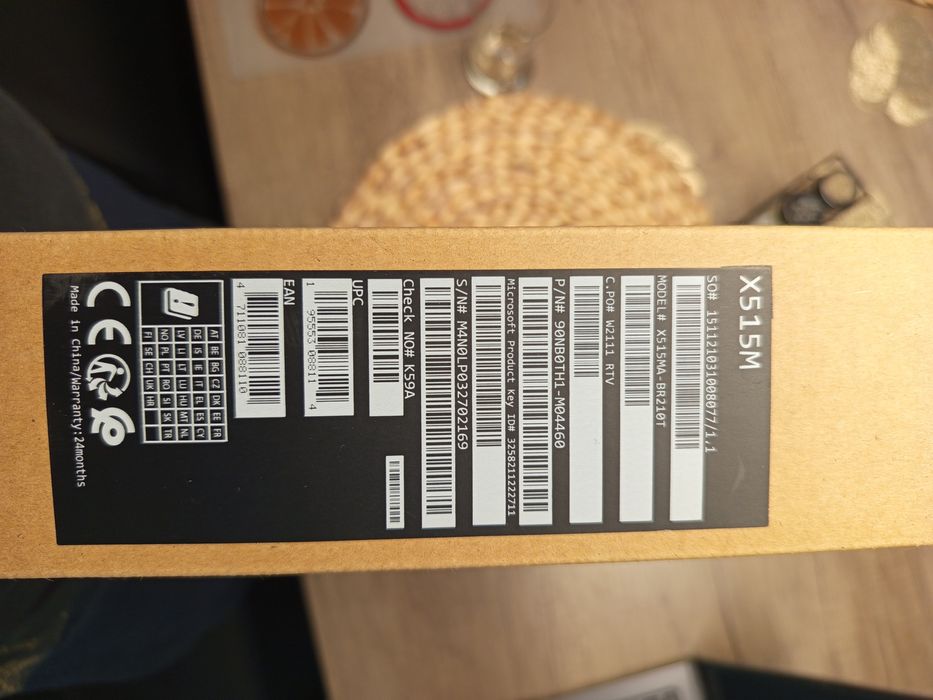 X515M
SO# 151121031008077/1,1
MODEL# X515MA-BR210T
C.PO# W2111 RTV
P/N# 90NB0TH1-M04460
Microsoft Product Key ID# 3258211222711
S/N# M4N0LP032702169
Check NO# K59A
UPC
1 95553 08811 4
EAN
4 711081 088110
AT BE BG CZ DK EE FR
DE IS IE IT EL ES CY
LV LI LT LU HU MT NL
NO PL PT RO SI SK TR
FI SE CH UK HR
CE
Made in China/Warranty:24months